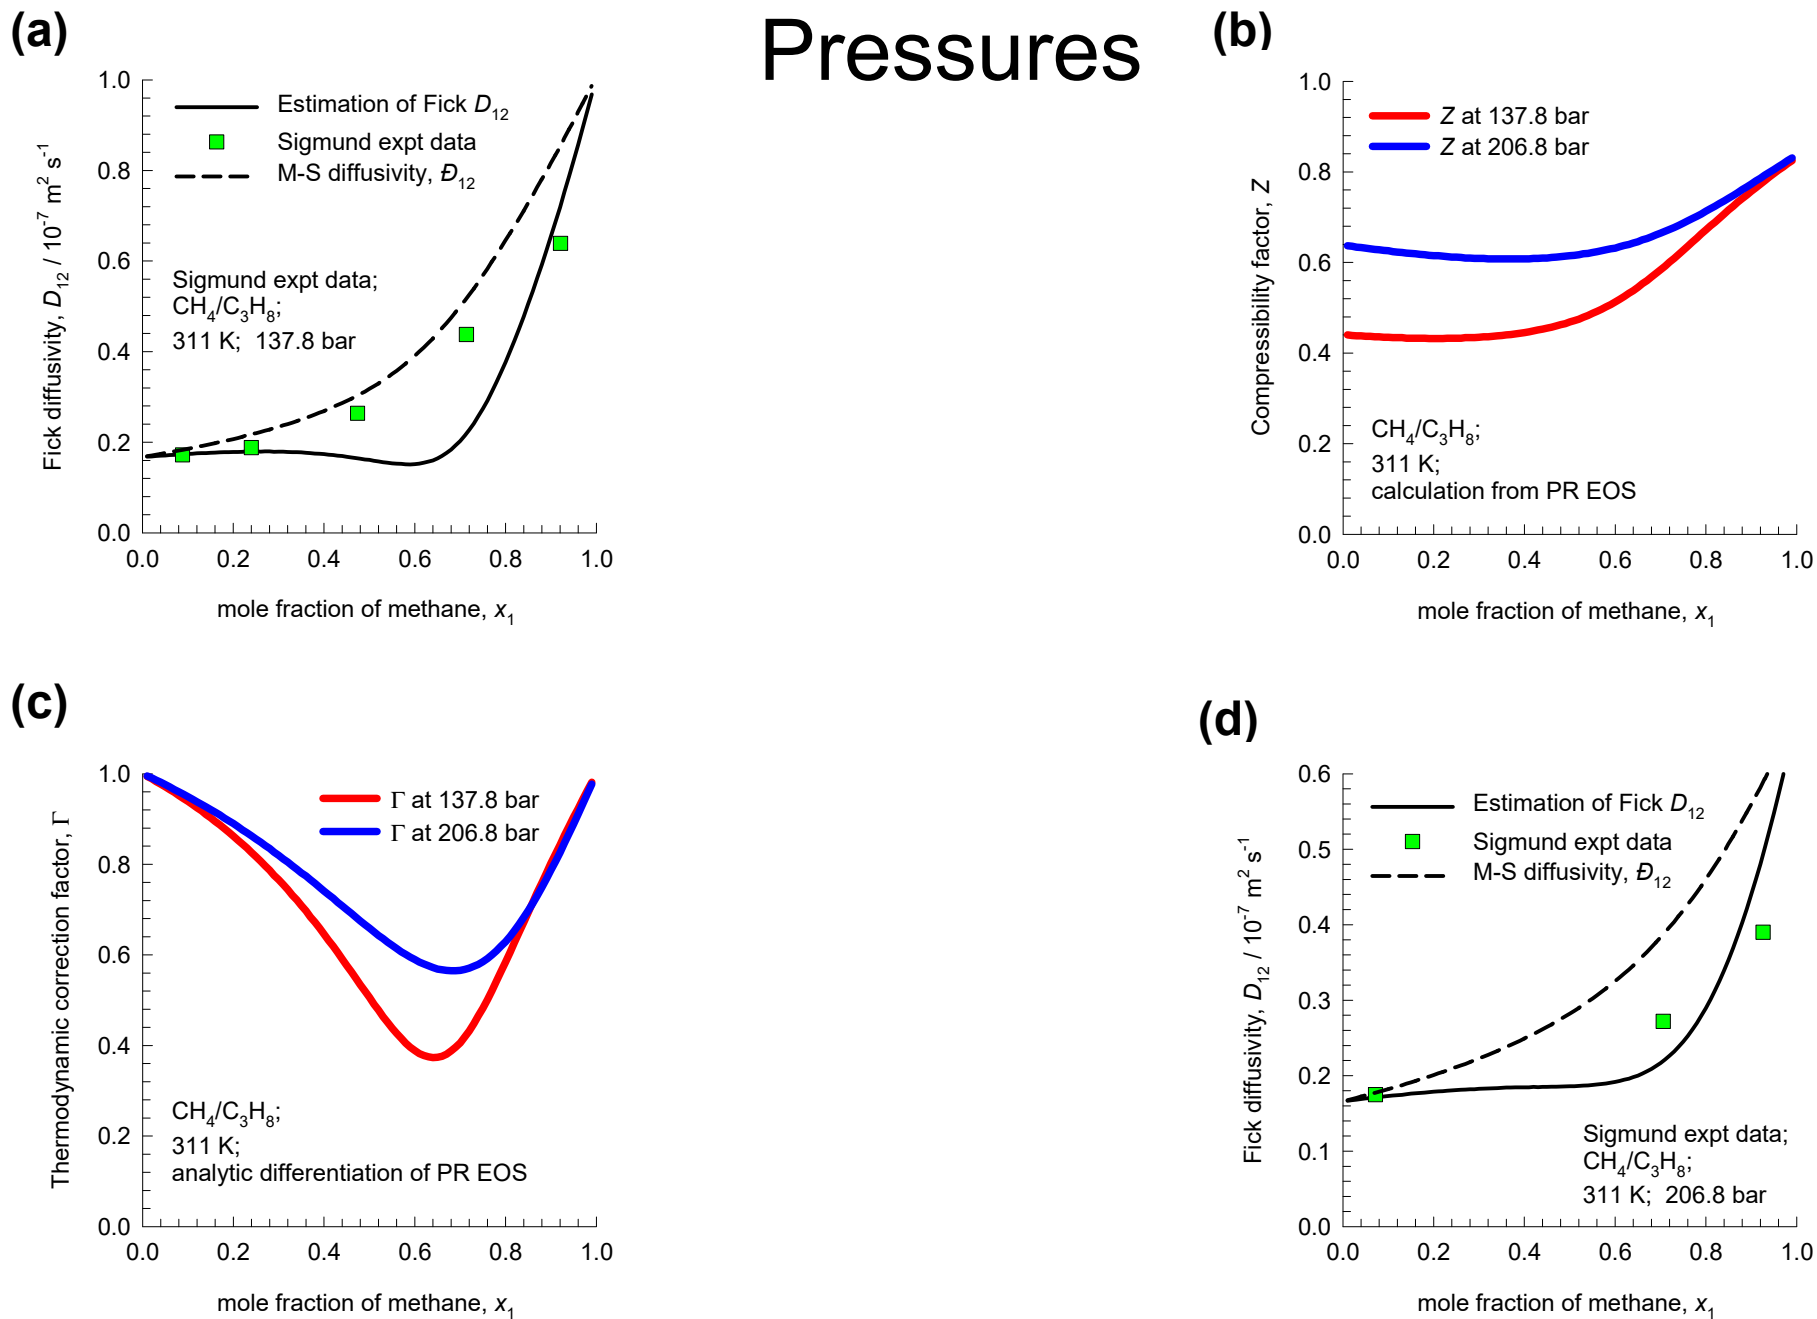 Pressures
(a)
1.0
0.8
0.6
0.4
0.2
0.0
Fick diffusivity, D12 / 10-7 m2 s-1
Estimation of Fick D12
Sigmund expt data
M-S diffusivity, Đ12
Sigmund expt data;
CH4/C3H8;
311 K; 137.8 bar
0.0 0.2 0.4 0.6 0.8 1.0
mole fraction of methane, x1
(b)
1.0
0.8
0.6
0.4
0.2
0.0
Compressibility factor, Z
Z at 137.8 bar
Z at 206.8 bar
CH4/C3H8;
311 K;
calculation from PR EOS
0.0 0.2 0.4 0.6 0.8 1.0
mole fraction of methane, x1
(c)
1.0
0.8
0.6
0.4
0.2
0.0
Thermodynamic correction factor, Γ
Γ at 137.8 bar
Γ at 206.8 bar
CH4/C3H8;
311 K;
analytic differentiation of PR EOS
0.0 0.2 0.4 0.6 0.8 1.0
mole fraction of methane, x1
(d)
0.6
0.5
0.4
0.3
0.2
0.1
0.0
Fick diffusivity, D12 / 10-7 m2 s-1
Estimation of Fick D12
Sigmund expt data
M-S diffusivity, Đ12
Sigmund expt data;
CH4/C3H8;
311 K; 206.8 bar
0.0 0.2 0.4 0.6 0.8 1.0
mole fraction of methane, x1